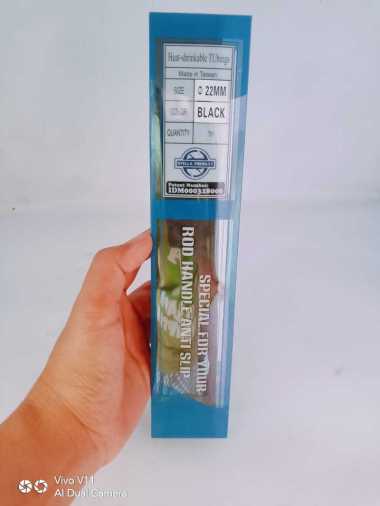 Heat-shrinkable TUbings
Made in Taiwan
SIZE Φ 22MM
COLOR BLACK
QUANTITY 1M
Patent Number:
SPECIAL FOR YOUR
ROD HANDLE ANTI SLIP
Vivo V11
AI Dual Camera